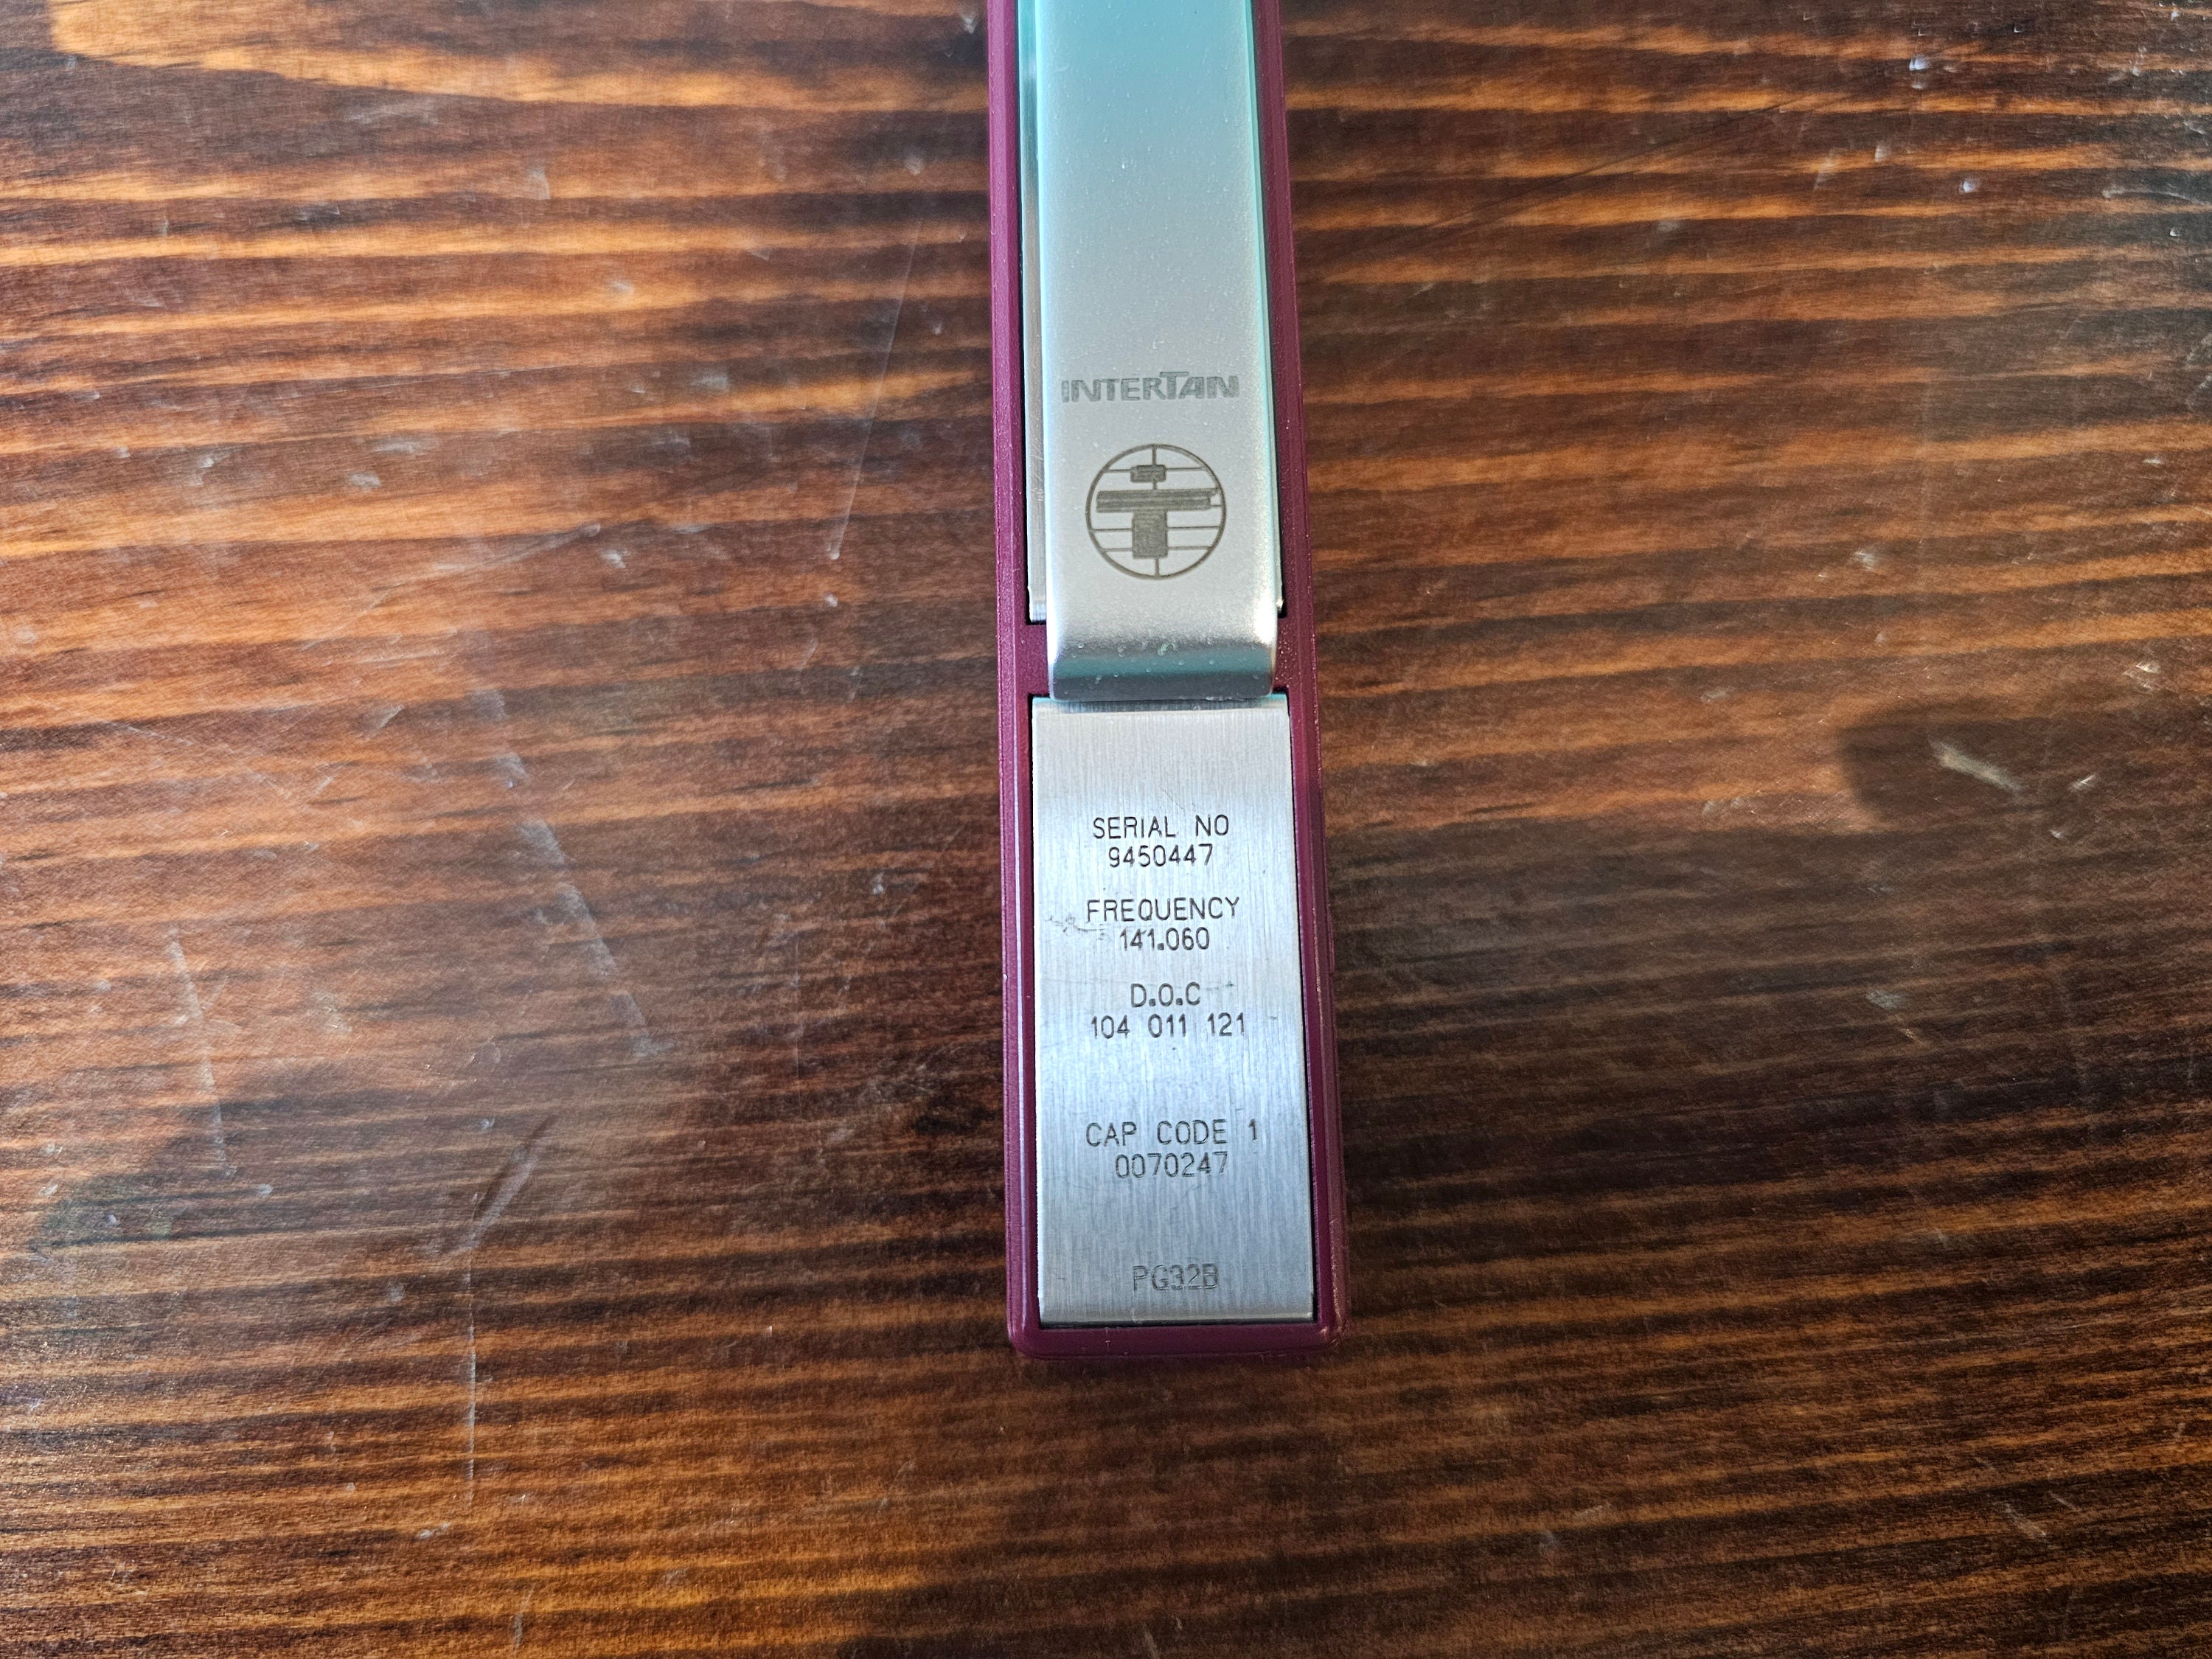 INTERTAN
SERIAL NO
9450447
FREQUENCY
141.060
D.O.C
104 011 121
CAP CODE 1
0070247
PG32B